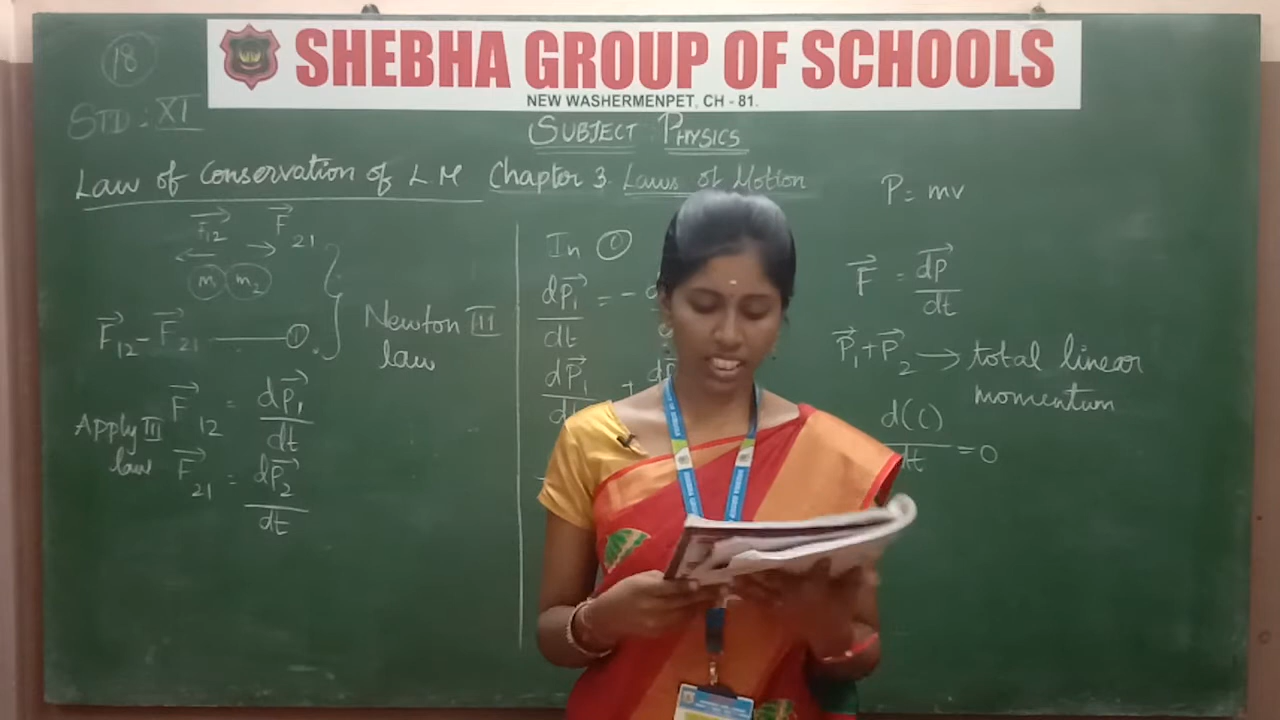 SHEBHA GROUP OF SCHOOLS
NEW WASHERMENPET, CH - 81.
18
STD : XI
SUBJECT : PHYSICS
Law of Conservation of L M
Chapter 3 Laws of Motion
F12 F21
m1 m2
F12 - F21 ——— ①
Newton III
law
Apply III
law
F12 = dP1/dt
F21 = dP2/dt
In ①
dP1/dt = - d
dP1/dt + dP
P = mv
F = dP/dt
P1 + P2 → total linear
momentum
d( )/dt = 0